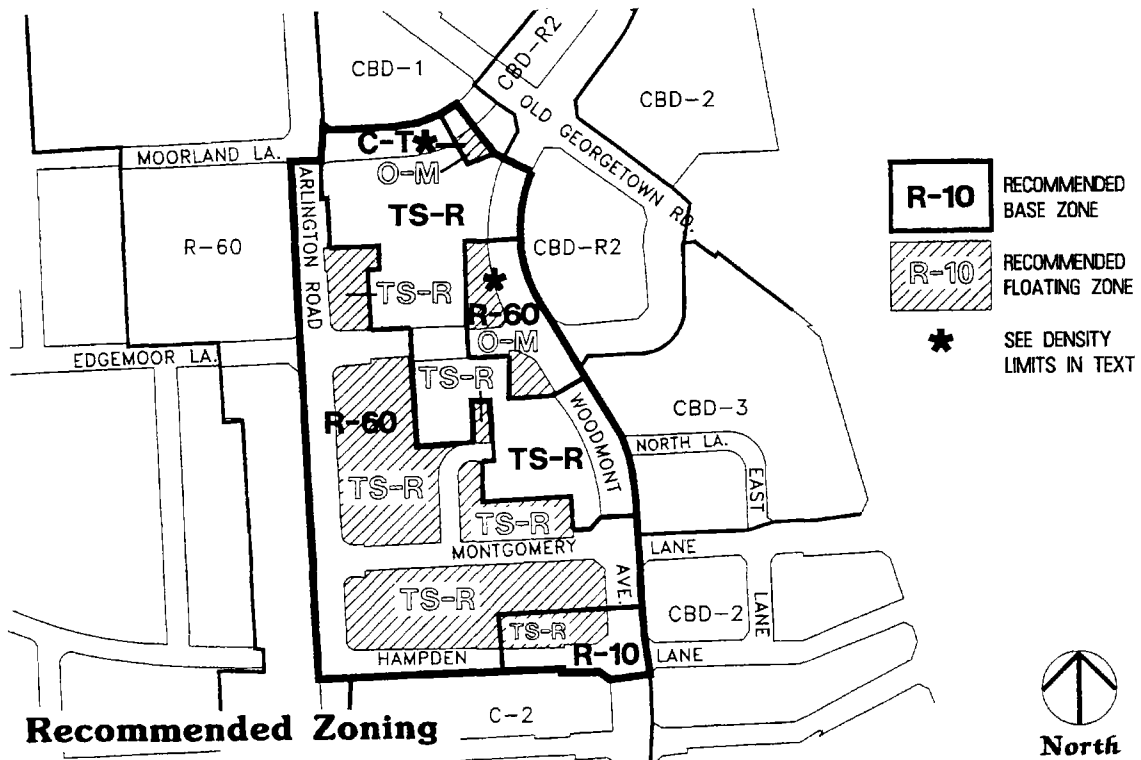 CBD-1
CBD-R2
CBD-2
OLD GEORGETOWN RD.
C-T*
MOORLAND LA.
O-M
ARLINGTON ROAD
TS-R
R-60
CBD-R2
TS-R
*
R-60
O-M
EDGEMOOR LA.
TS-R
WOODMONT
CBD-3
R-60
NORTH LA.
TS-R
EAST
TS-R
TS-R
MONTGOMERY
LANE
AVE.
TS-R
CBD-2
LANE
TS-R
HAMPDEN
R-10
LANE
C-2
R-10
RECOMMENDED
BASE ZONE
R-10
RECOMMENDED
FLOATING ZONE
*
SEE DENSITY
LIMITS IN TEXT
Recommended Zoning
North